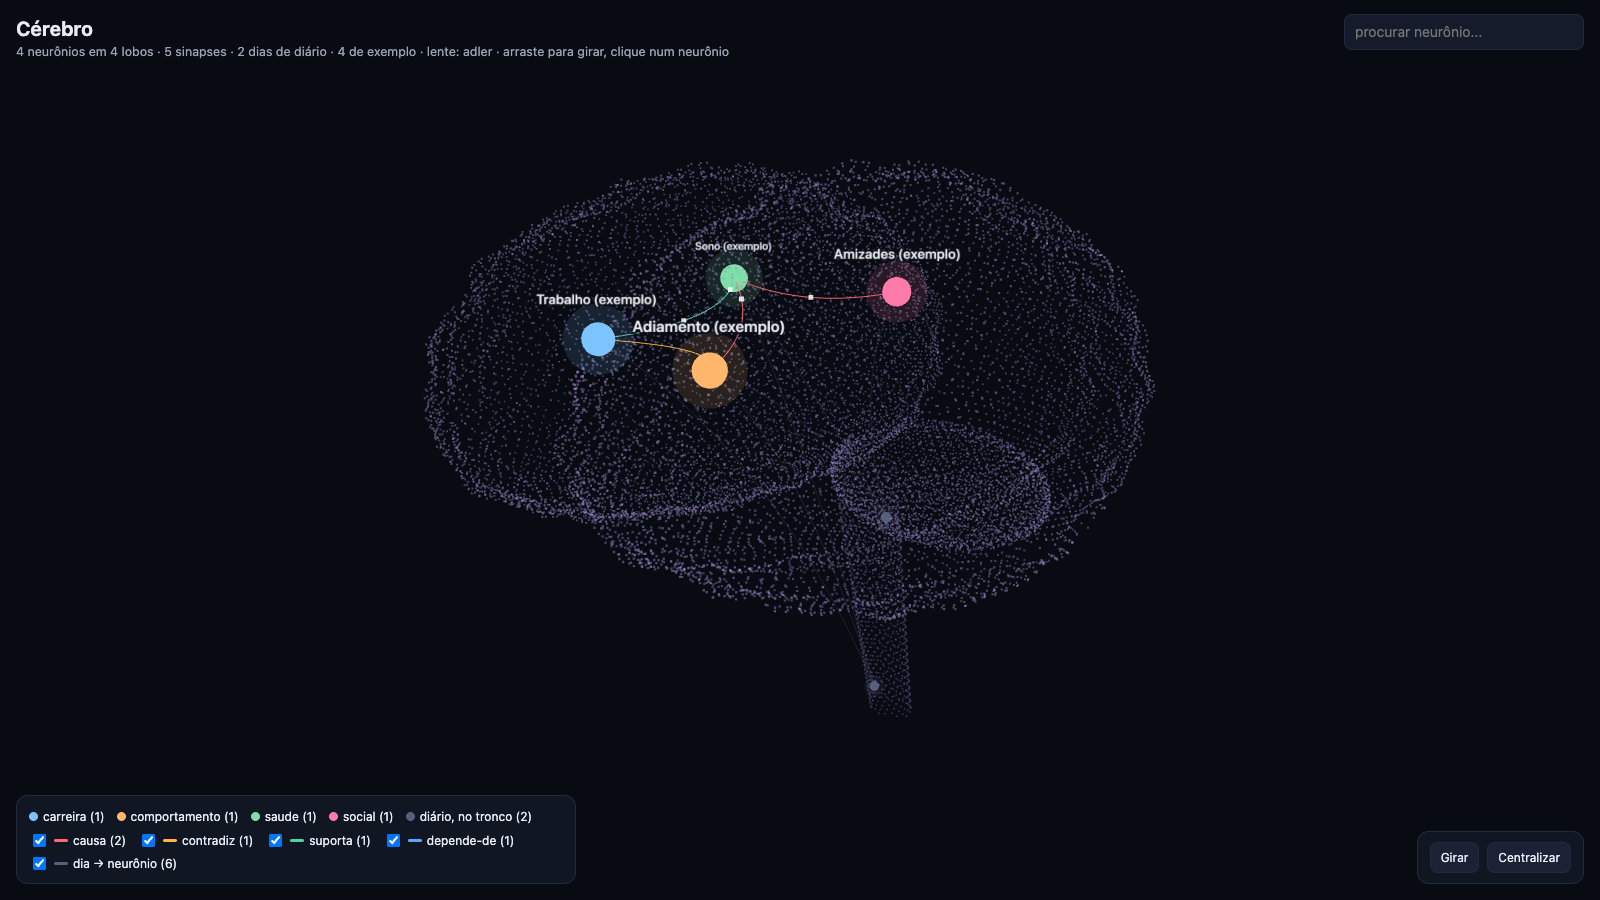 Cérebro
4 neurônios em 4 lobos · 5 sinapses · 2 dias de diário · 4 de exemplo · lente: adler · arraste para girar, clique num neurônio
procurar neurônio...
Sono (exemplo)
Amizades (exemplo)
Trabalho (exemplo)
Adiamento (exemplo)
carreira (1) comportamento (1) saude (1) social (1) diário, no tronco (2)
causa (2) contradiz (1) suporta (1) depende-de (1)
dia → neurônio (6)
Girar
Centralizar